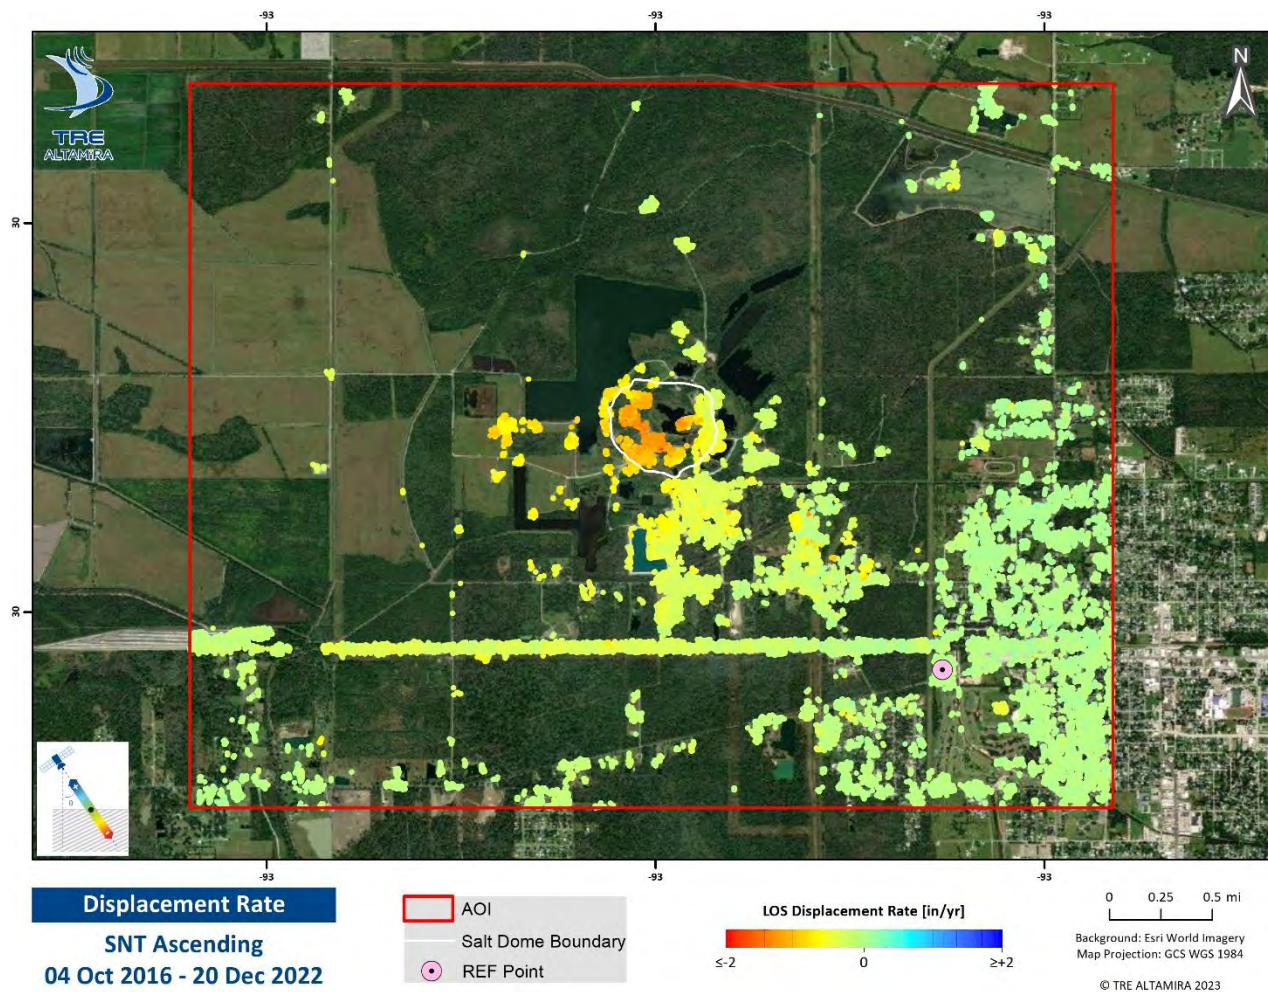 -93 -93 -93
N
TRE
ALTAMIRA
30
30
θ
-93 -93 -93
Displacement Rate
SNT Ascending
04 Oct 2016 - 20 Dec 2022
AOI
Salt Dome Boundary
REF Point
LOS Displacement Rate [in/yr]
≤-2 0 ≥+2
0 0.25 0.5 mi
Background: Esri World Imagery
Map Projection: GCS WGS 1984
© TRE ALTAMIRA 2023